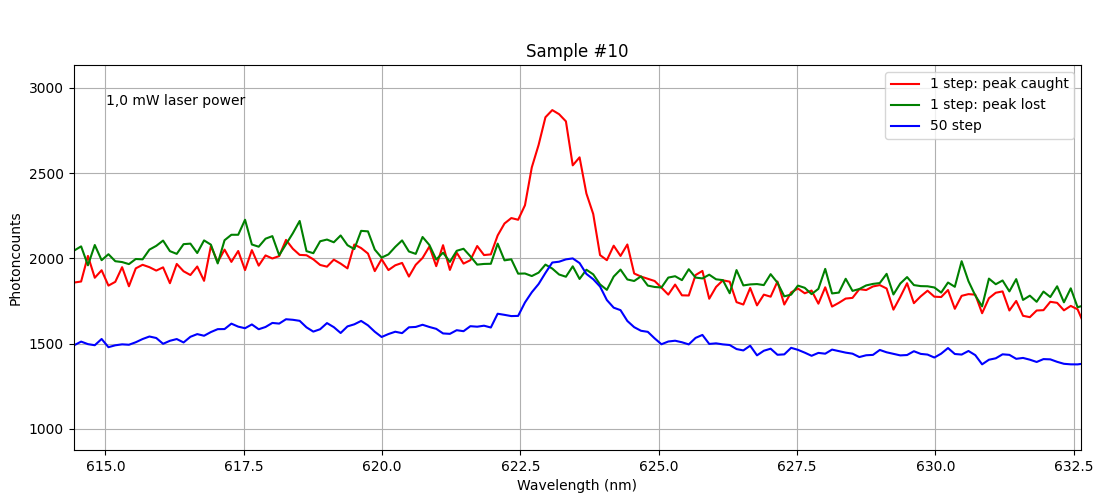 Sample #10
1,0 mW laser power
1 step: peak caught
1 step: peak lost
50 step
Photoncounts
3000
2500
2000
1500
1000
615.0 617.5 620.0 622.5 625.0 627.5 630.0 632.5
Wavelength (nm)